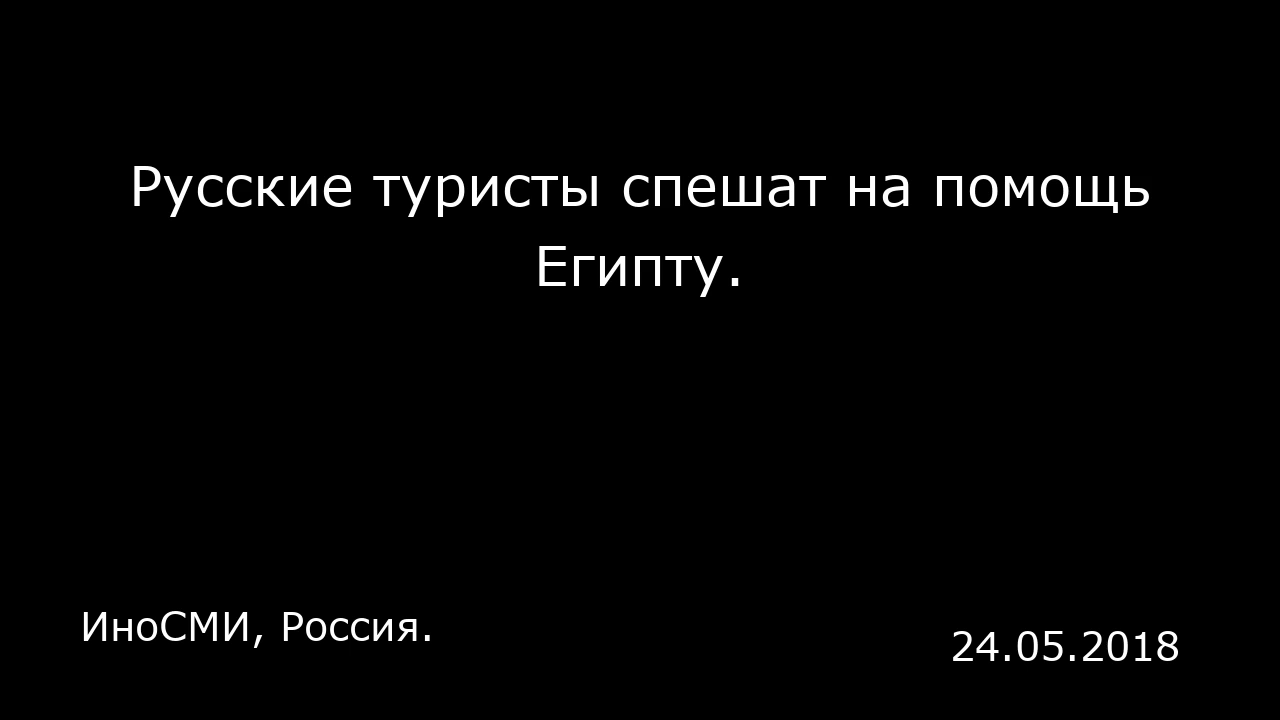 Русские туристы спешат на помощь
Египту.
ИноСМИ, Россия.
24.05.2018